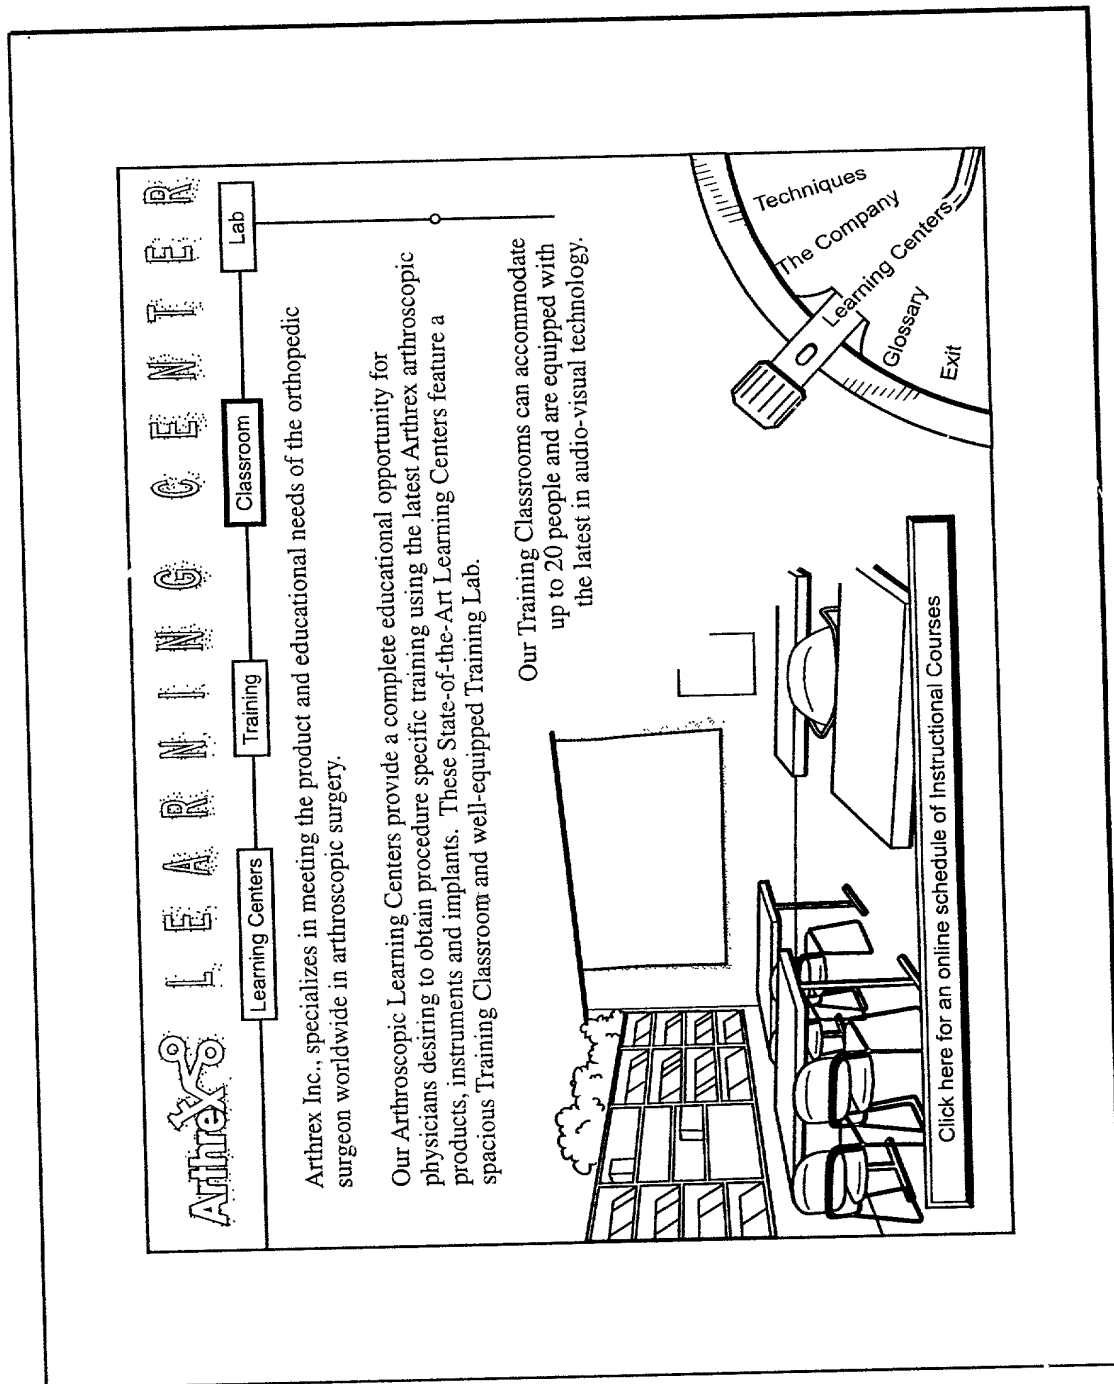 Arthrex LEARNING CENTER
Learning Centers Training Classroom Lab
Arthrex Inc., specializes in meeting the product and educational needs of the orthopedic
surgeon worldwide in arthroscopic surgery.
Our Arthroscopic Learning Centers provide a complete educational opportunity for
physicians desiring to obtain procedure specific training using the latest Arthrex arthroscopic
products, instruments and implants. These State-of-the-Art Learning Centers feature a
spacious Training Classroom and well-equipped Training Lab.
Our Training Classrooms can accommodate
up to 20 people and are equipped with
the latest in audio-visual technology.
Techniques
The Company
Learning Centers
Glossary
Exit
Click here for an online schedule of Instructional Courses